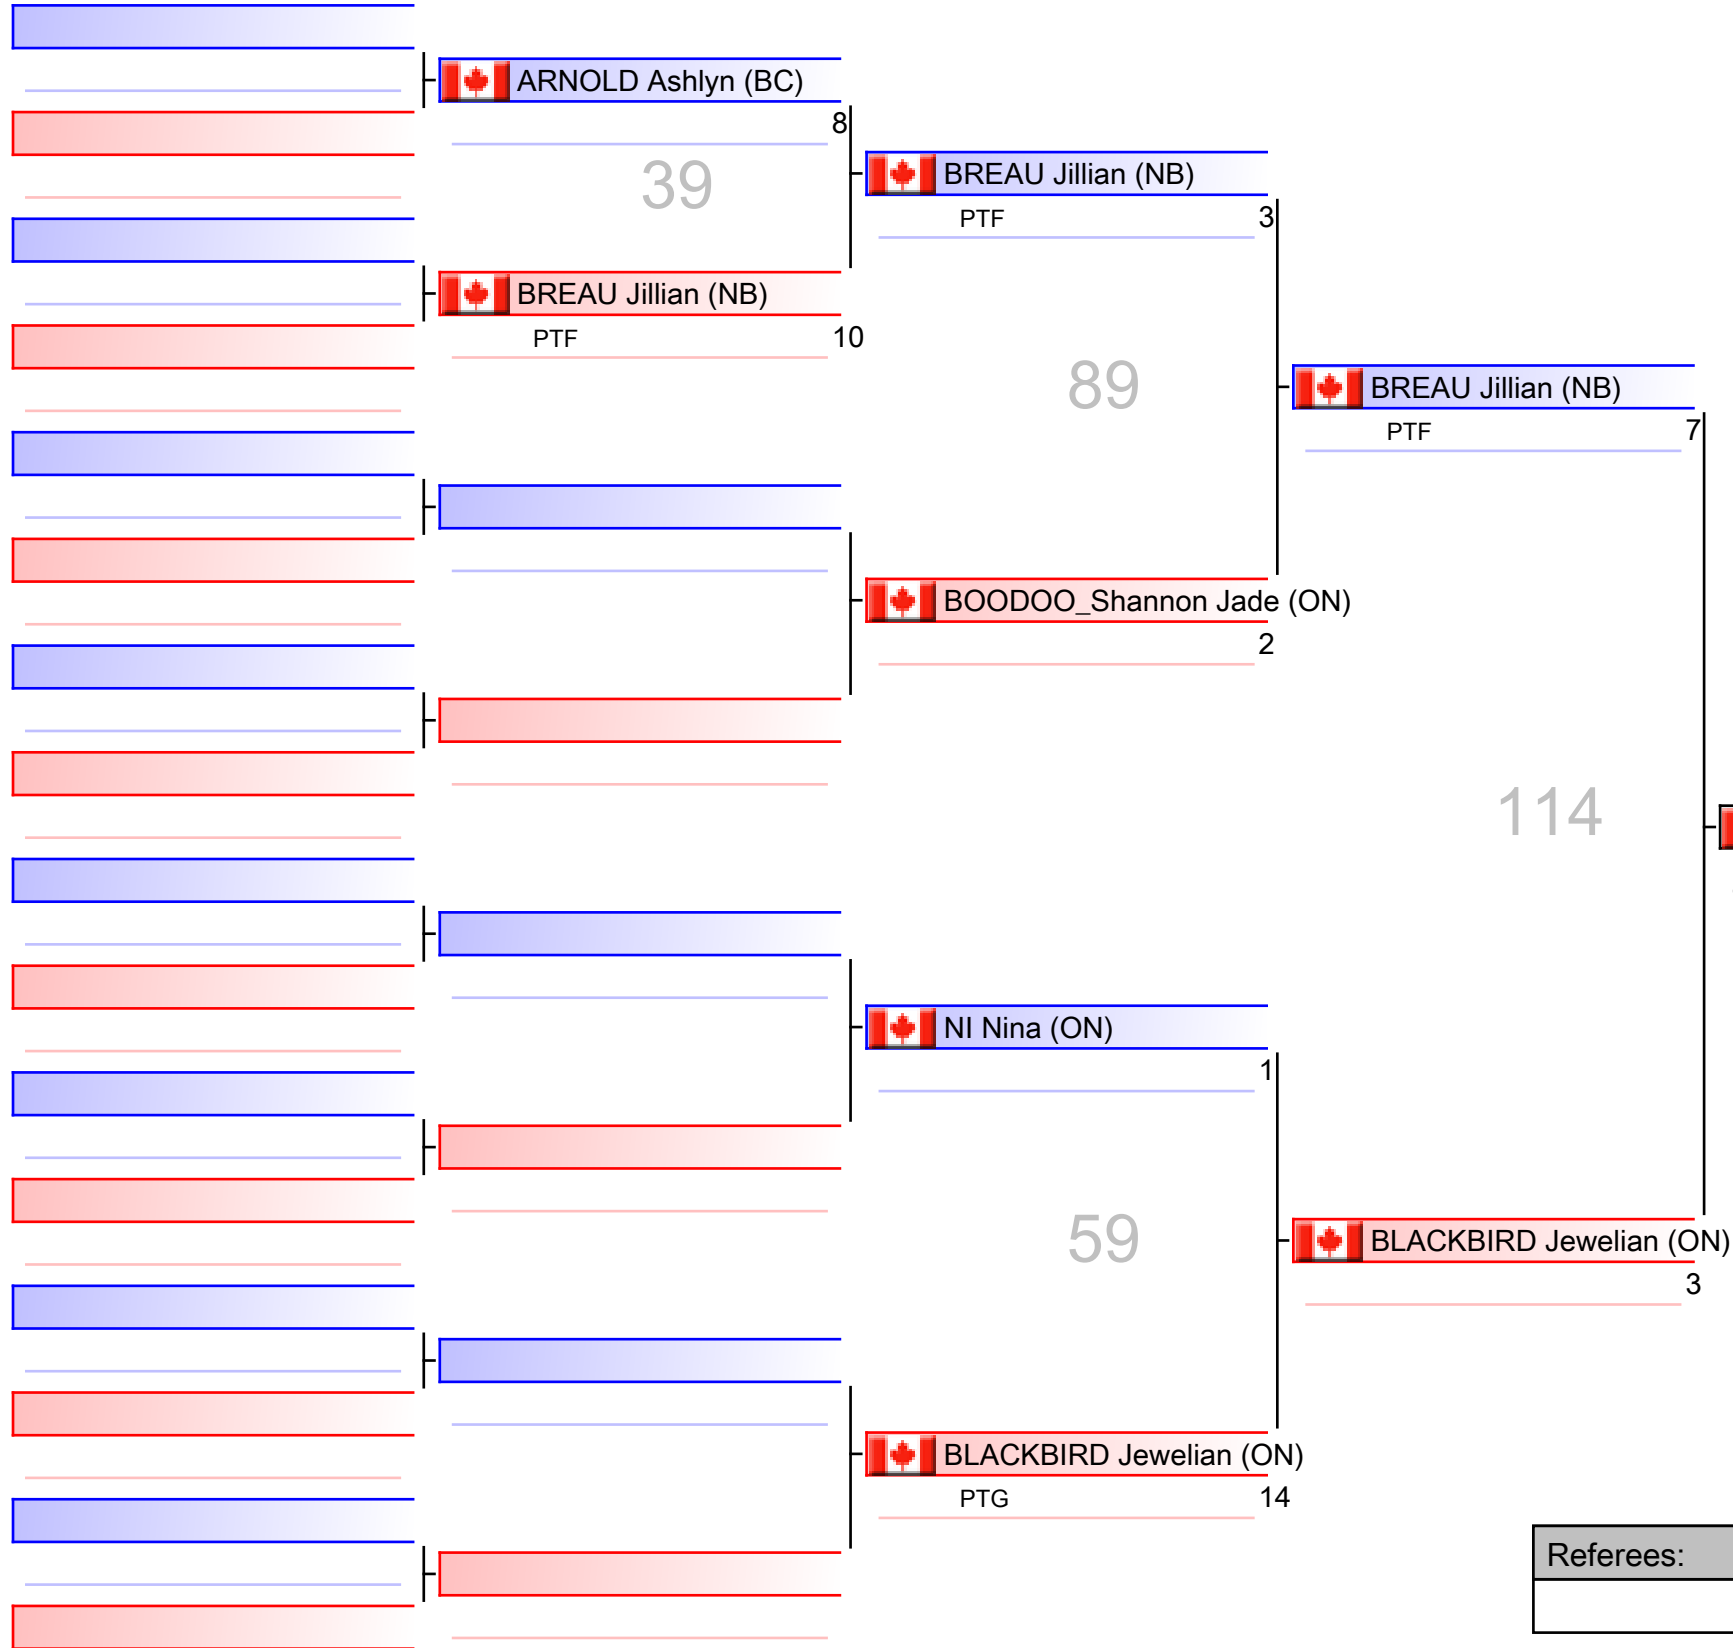 ARNOLD Ashlyn (BC)
8
39
BREAU Jillian (NB)
PTF 10
BREAU Jillian (NB)
PTF 3
89
BOODOO_Shannon Jade (ON)
2
NI Nina (ON)
1
59
BLACKBIRD Jewelian (ON)
PTG 14
BREAU Jillian (NB)
PTF 7
114
BLACKBIRD Jewelian (ON)
3
Referees: